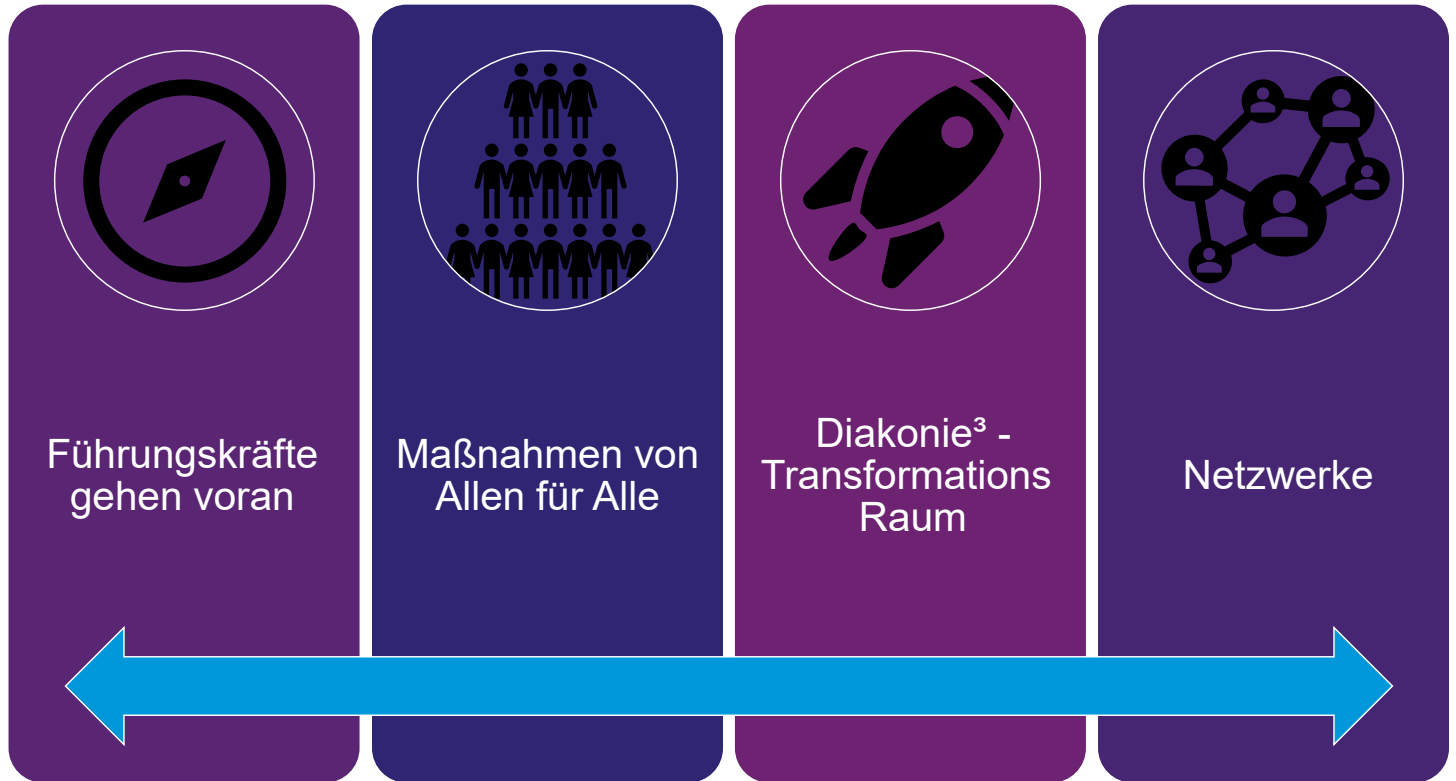 Führungskräfte
gehen voran
Maßnahmen von
Allen für Alle
Diakonie³ -
Transformations
Raum
Netzwerke